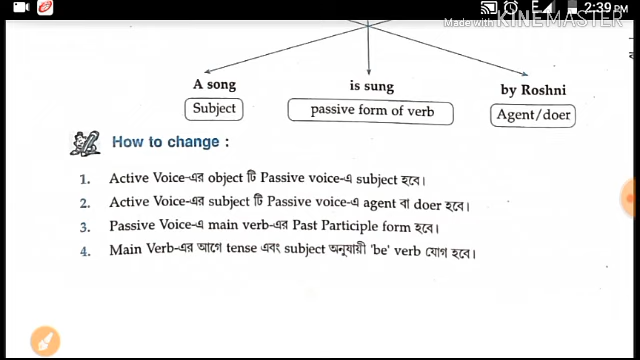 2:39 PM
Made with KINEMASTER
A song is sung by Roshni
Subject passive form of verb Agent/doer
How to change :
1. Active Voice-এর object টি Passive voice-এ subject হবে।
2. Active Voice-এর subject টি Passive voice-এ agent বা doer হবে।
3. Passive Voice-এ main verb-এর Past Participle form হবে।
4. Main Verb-এর আগে tense এবং subject অনুযায়ী 'be' verb যোগ হবে।